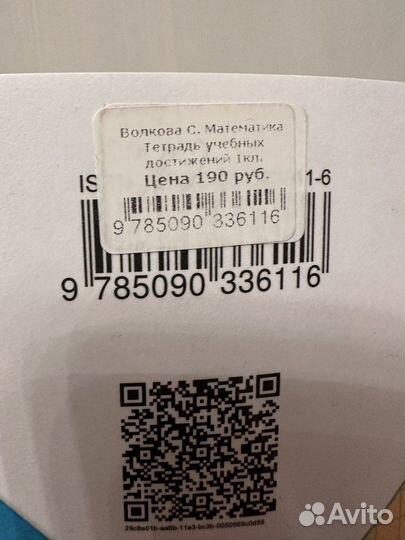 Волкова С. Математика
Тетрадь учебных
достижений 1кл.
Цена 190 руб.
9 785090 336116
IS
1-6
9 785090 336116
Avito